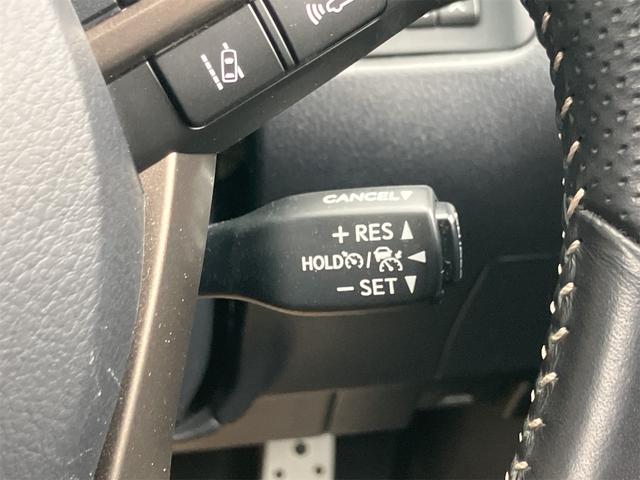 CANCEL▽
+ RES ▲
HOLD / ◀
− SET ▼